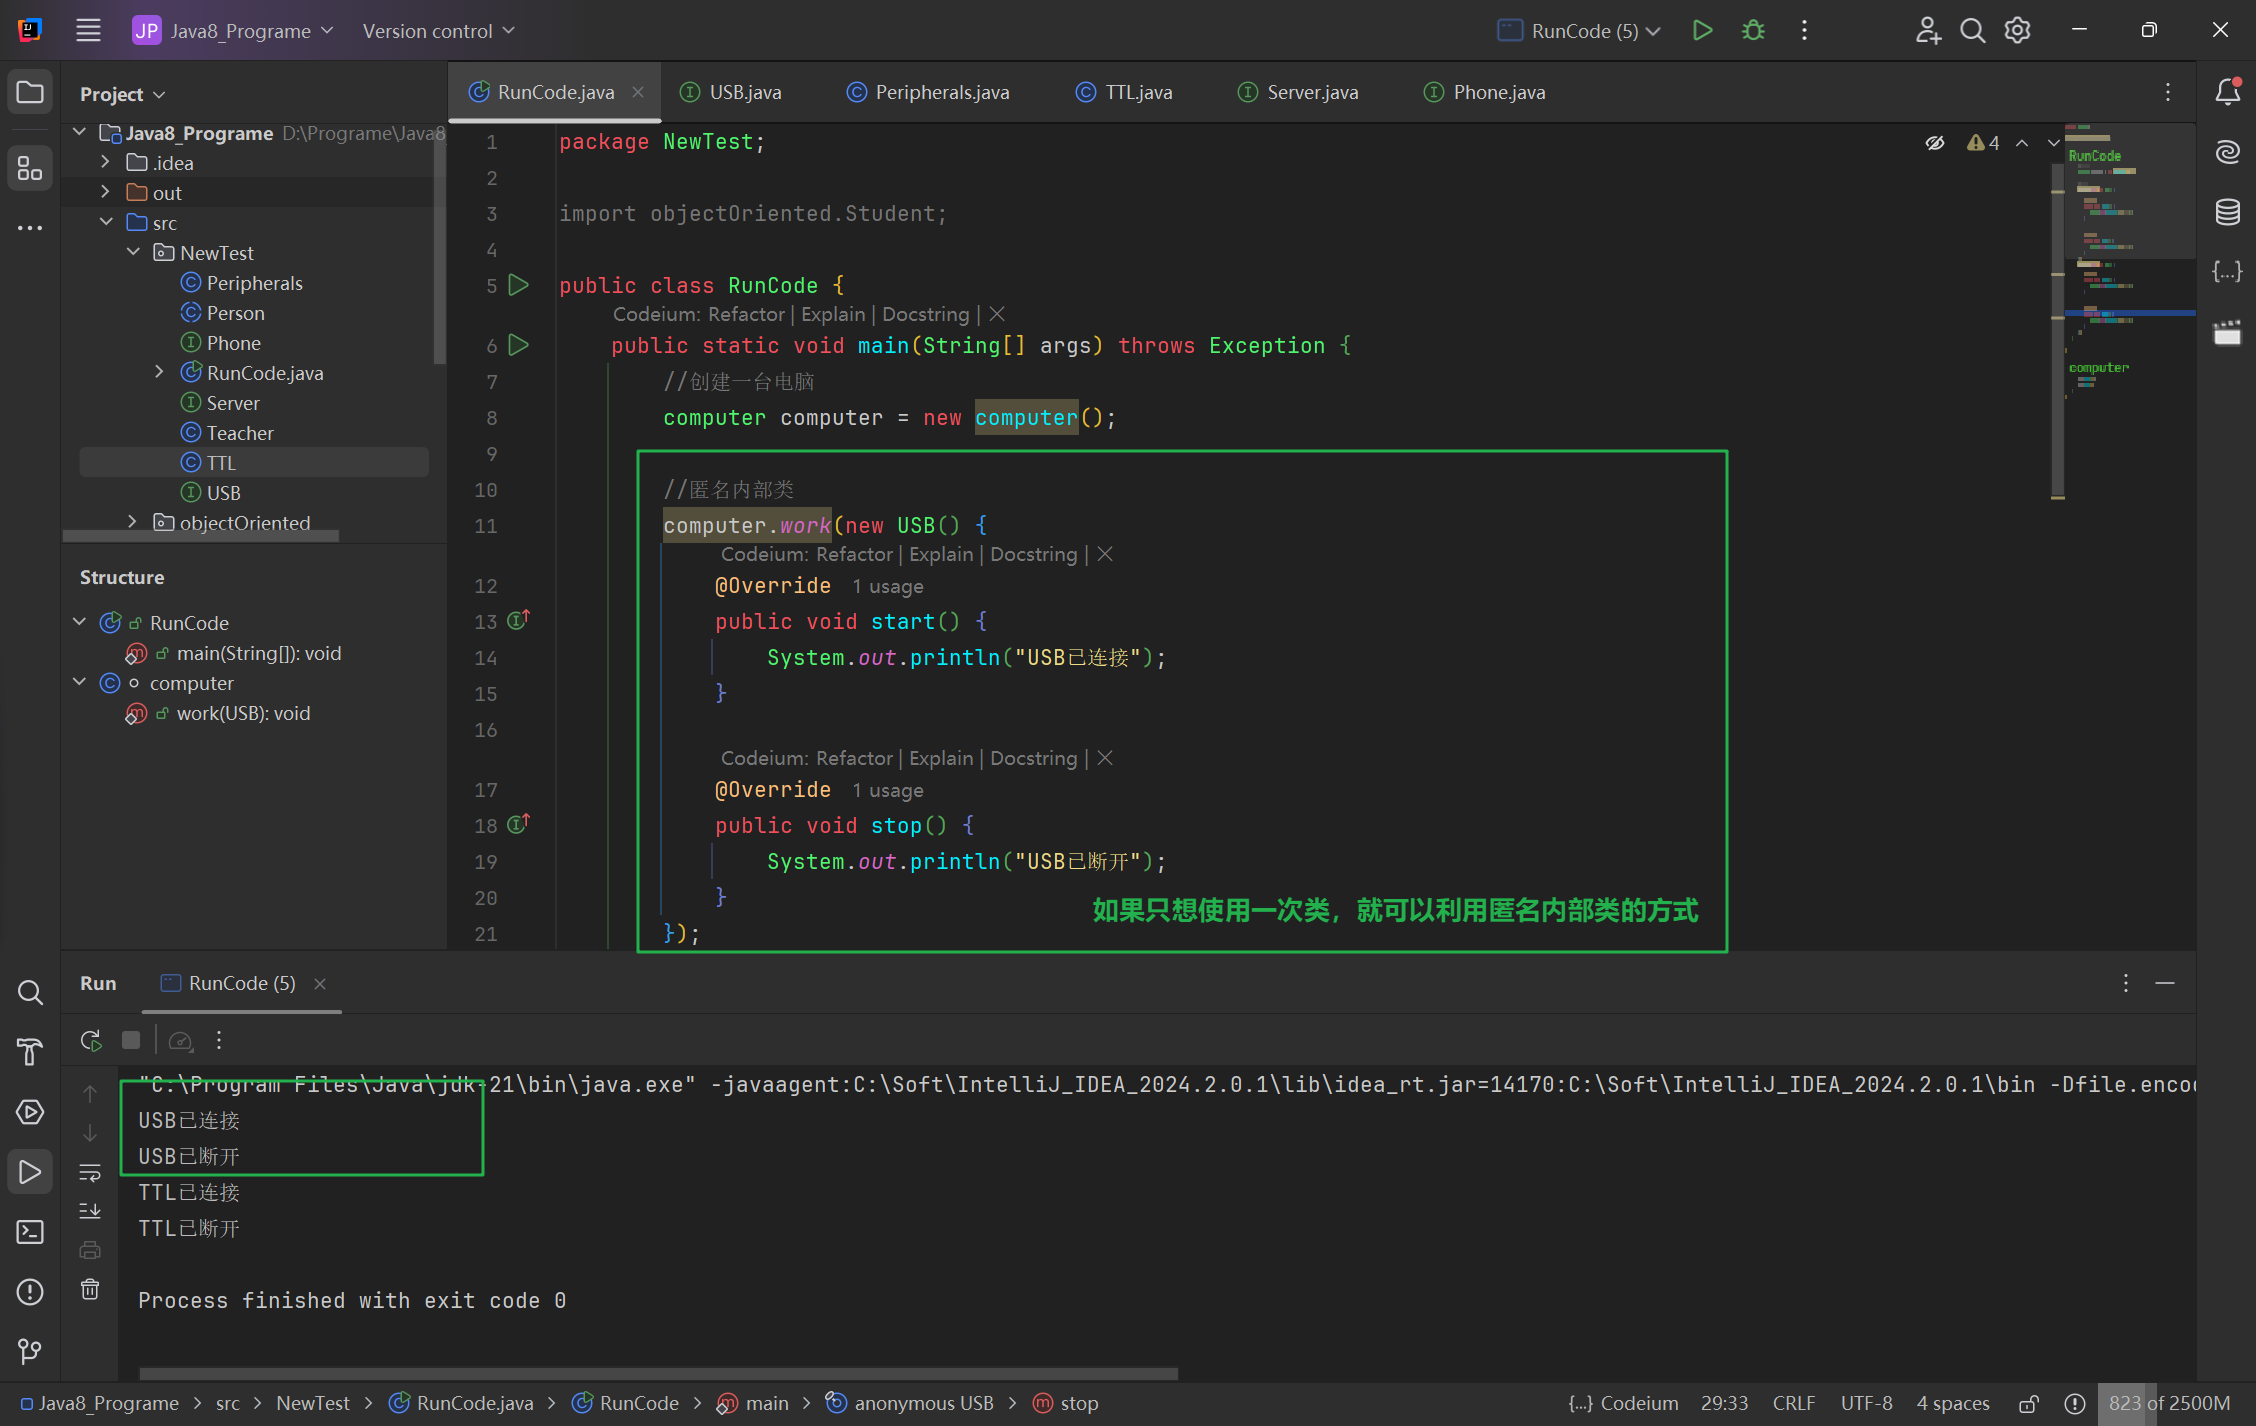 JP Java8_Programe Version control RunCode (5)
Project
Java8_Programe D:\Programe\Java8
.idea
out
src
NewTest
Peripherals
Person
Phone
RunCode.java
Server
Teacher
TTL
USB
objectOriented
Structure
RunCode
main(String[]): void
computer
work(USB): void
RunCode.java USB.java Peripherals.java TTL.java Server.java Phone.java
4
1 package NewTest;
2
3 import objectOriented.Student;
4
5 public class RunCode {
Codeium: Refactor | Explain | Docstring |
6 public static void main(String[] args) throws Exception {
7 //创建一台电脑
8 computer computer = new computer();
9
10 //匿名内部类
11 computer.work(new USB() {
Codeium: Refactor | Explain | Docstring |
12 @Override 1 usage
13 public void start() {
14 System.out.println("USB已连接");
15 }
16
Codeium: Refactor | Explain | Docstring |
17 @Override 1 usage
18 public void stop() {
19 System.out.println("USB已断开");
20 }
如果只想使用一次类，就可以利用匿名内部类的方式
21 });
RunCode
computer
Run RunCode (5)
"C:\Program Files\Java\jdk-21\bin\java.exe" -javaagent:C:\Soft\IntelliJ_IDEA_2024.2.0.1\lib\idea_rt.jar=14170:C:\Soft\IntelliJ_IDEA_2024.2.0.1\bin -Dfile.enco
USB已连接
USB已断开
TTL已连接
TTL已断开
Process finished with exit code 0
Java8_Programe > src > NewTest > RunCode.java > RunCode > main > anonymous USB > stop
{...} Codeium 29:33 CRLF UTF-8 4 spaces 823 of 2500M